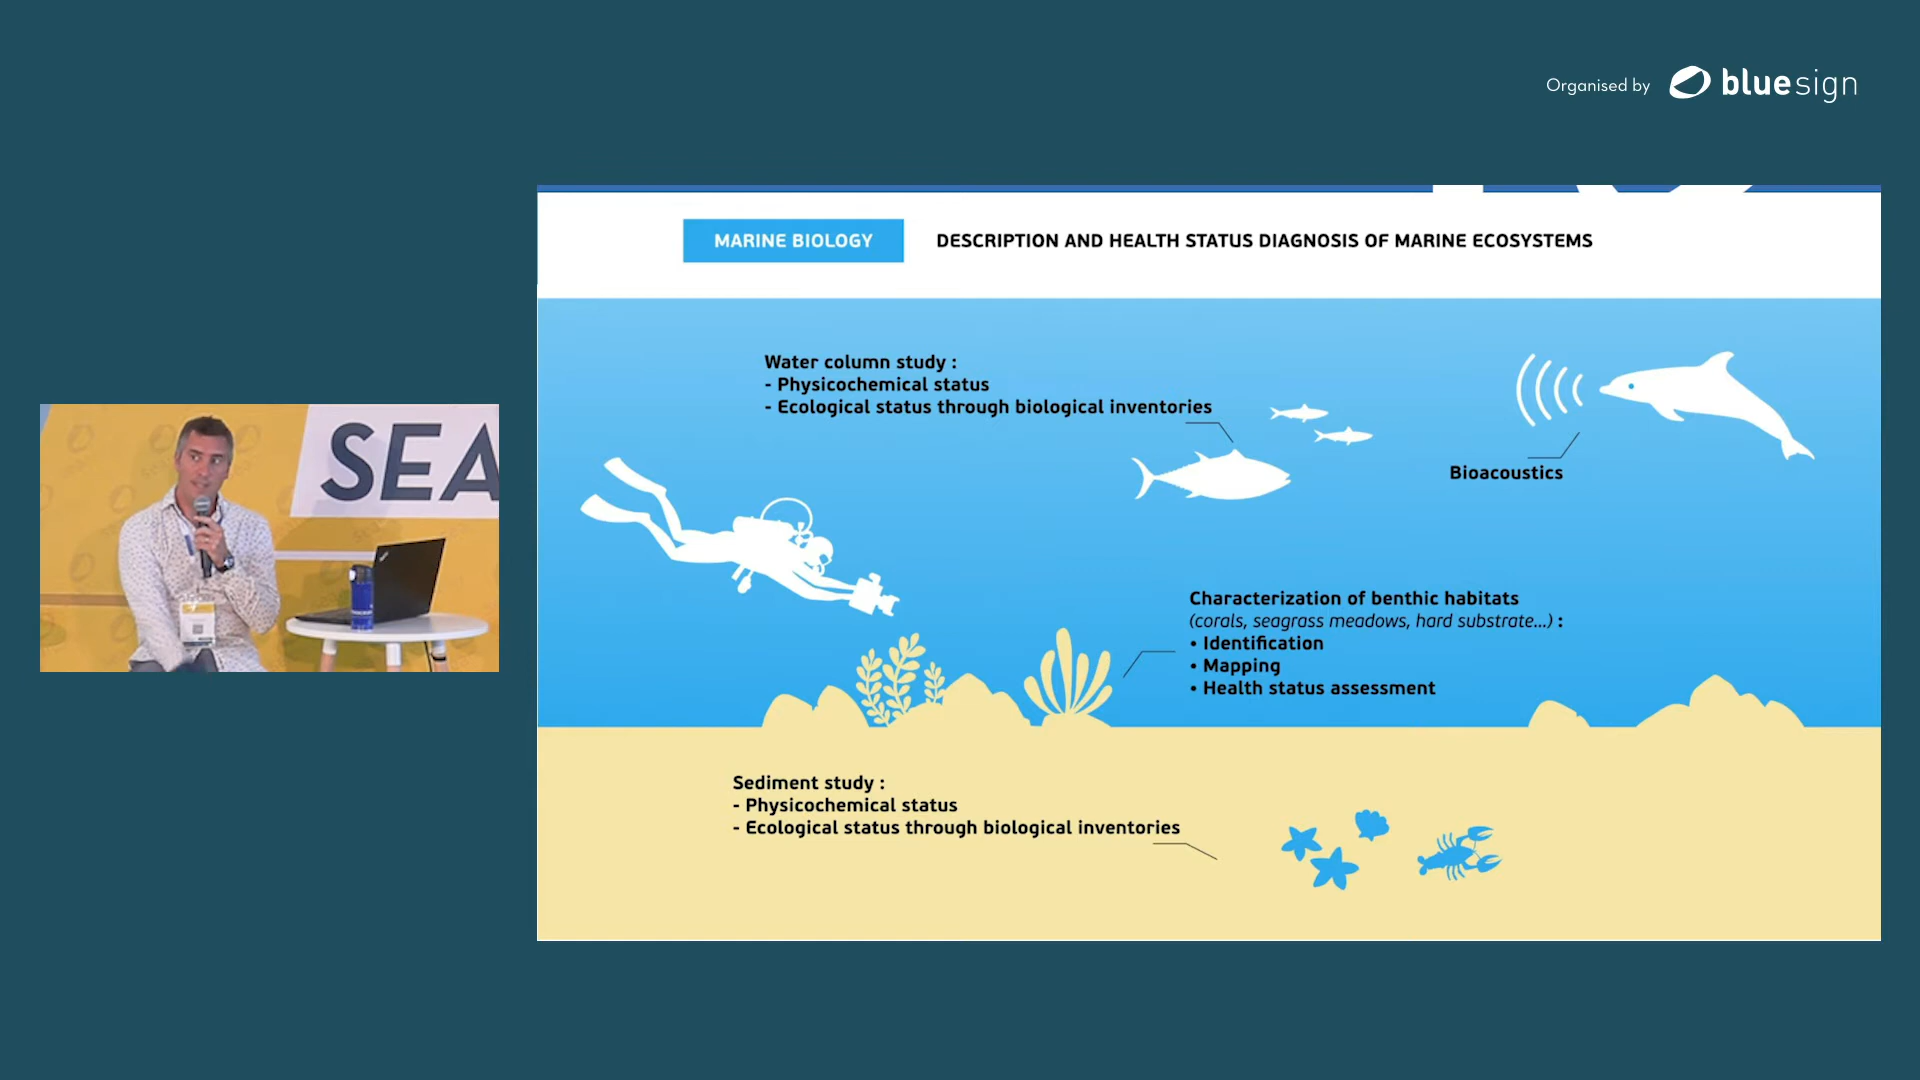 Organised by bluesign
MARINE BIOLOGY
DESCRIPTION AND HEALTH STATUS DIAGNOSIS OF MARINE ECOSYSTEMS
Water column study :
- Physicochemical status
- Ecological status through biological inventories
Bioacoustics
SEA
Characterization of benthic habitats
(corals, seagrass meadows, hard substrate...) :
• Identification
• Mapping
• Health status assessment
Sediment study :
- Physicochemical status
- Ecological status through biological inventories